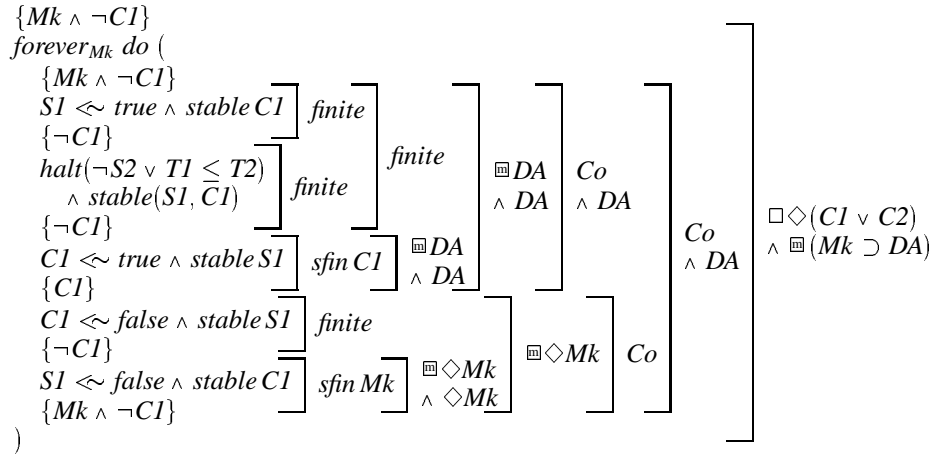 {Mk ∧ ¬C1}
forever_Mk do (
{Mk ∧ ¬C1}
S1 <~ true ∧ stable C1 finite
{¬C1} finite
halt(¬S2 ∨ T1 ≤ T2) finite ⓜ DA Co
∧ stable(S1, C1) ∧ DA ∧ DA
{¬C1} Co □◇(C1 ∨ C2)
C1 <~ true ∧ stable S1 sfin C1 ⓜ DA ∧ DA ∧ ⓜ (Mk ⊃ DA)
{C1} ∧ DA
C1 <~ false ∧ stable S1 finite
{¬C1} ⓜ ◇Mk Co
S1 <~ false ∧ stable C1 sfin Mk ⓜ ◇Mk
{Mk ∧ ¬C1} ∧ ◇Mk
)